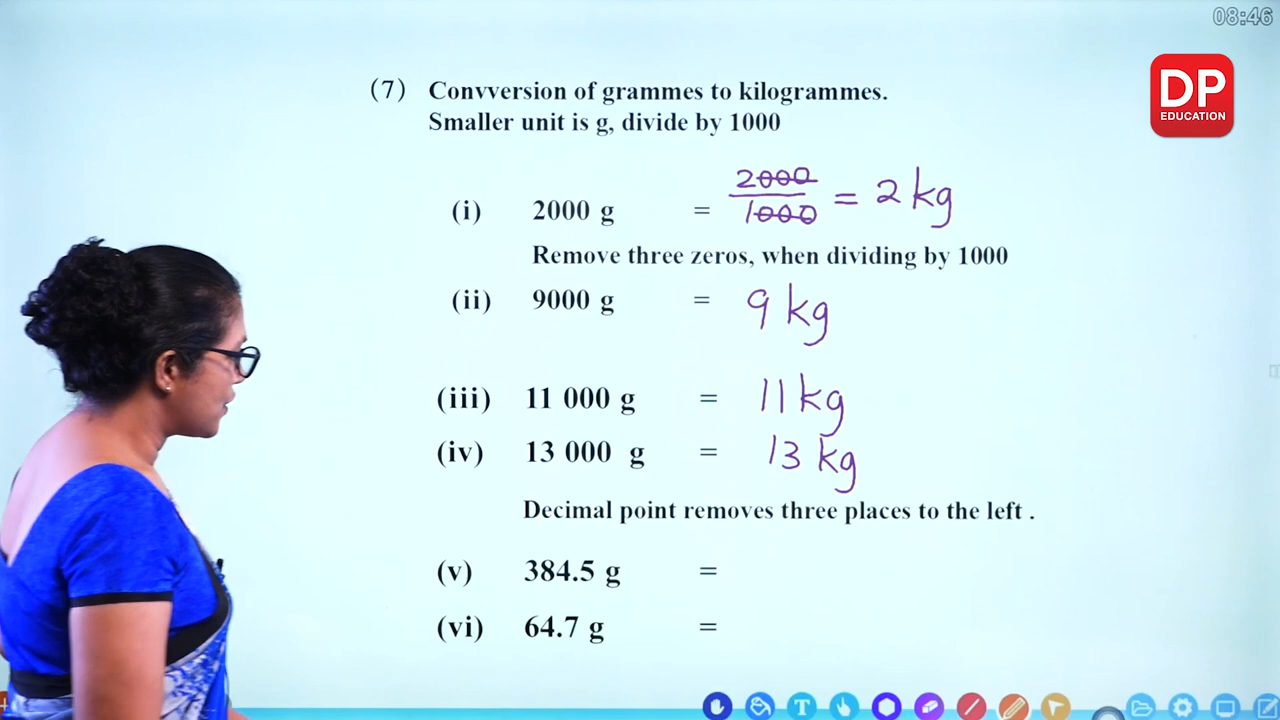 08:46
DP
EDUCATION
(7) Convversion of grammes to kilogrammes.
Smaller unit is g, divide by 1000
(i) 2000 g = 2000/1000 = 2 kg
Remove three zeros, when dividing by 1000
(ii) 9000 g = 9 kg
(iii) 11 000 g = 11 kg
(iv) 13 000 g = 13 kg
Decimal point removes three places to the left .
(v) 384.5 g =
(vi) 64.7 g =